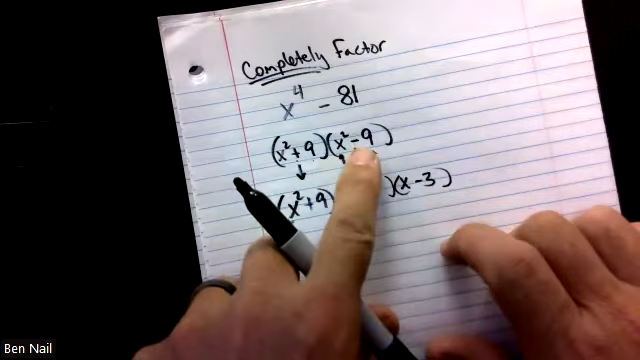 Completely Factor
x⁴ - 81
(x² + 9)(x² - 9)
(x² + 9) )(x - 3)
Ben Nail